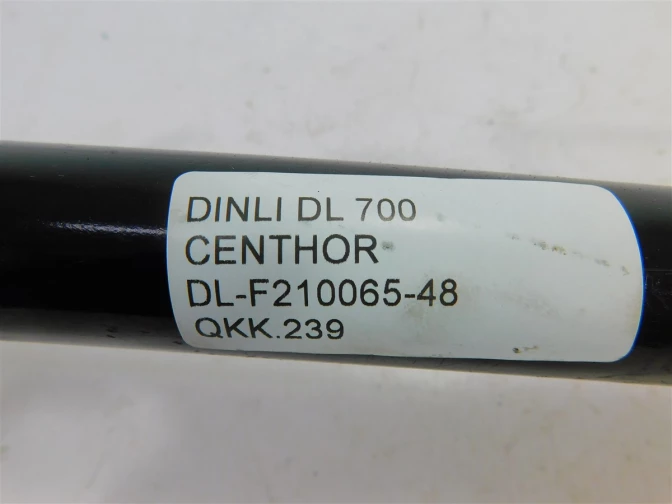 DINLI DL 700
CENTHOR
DL-F210065-48
QKK.239